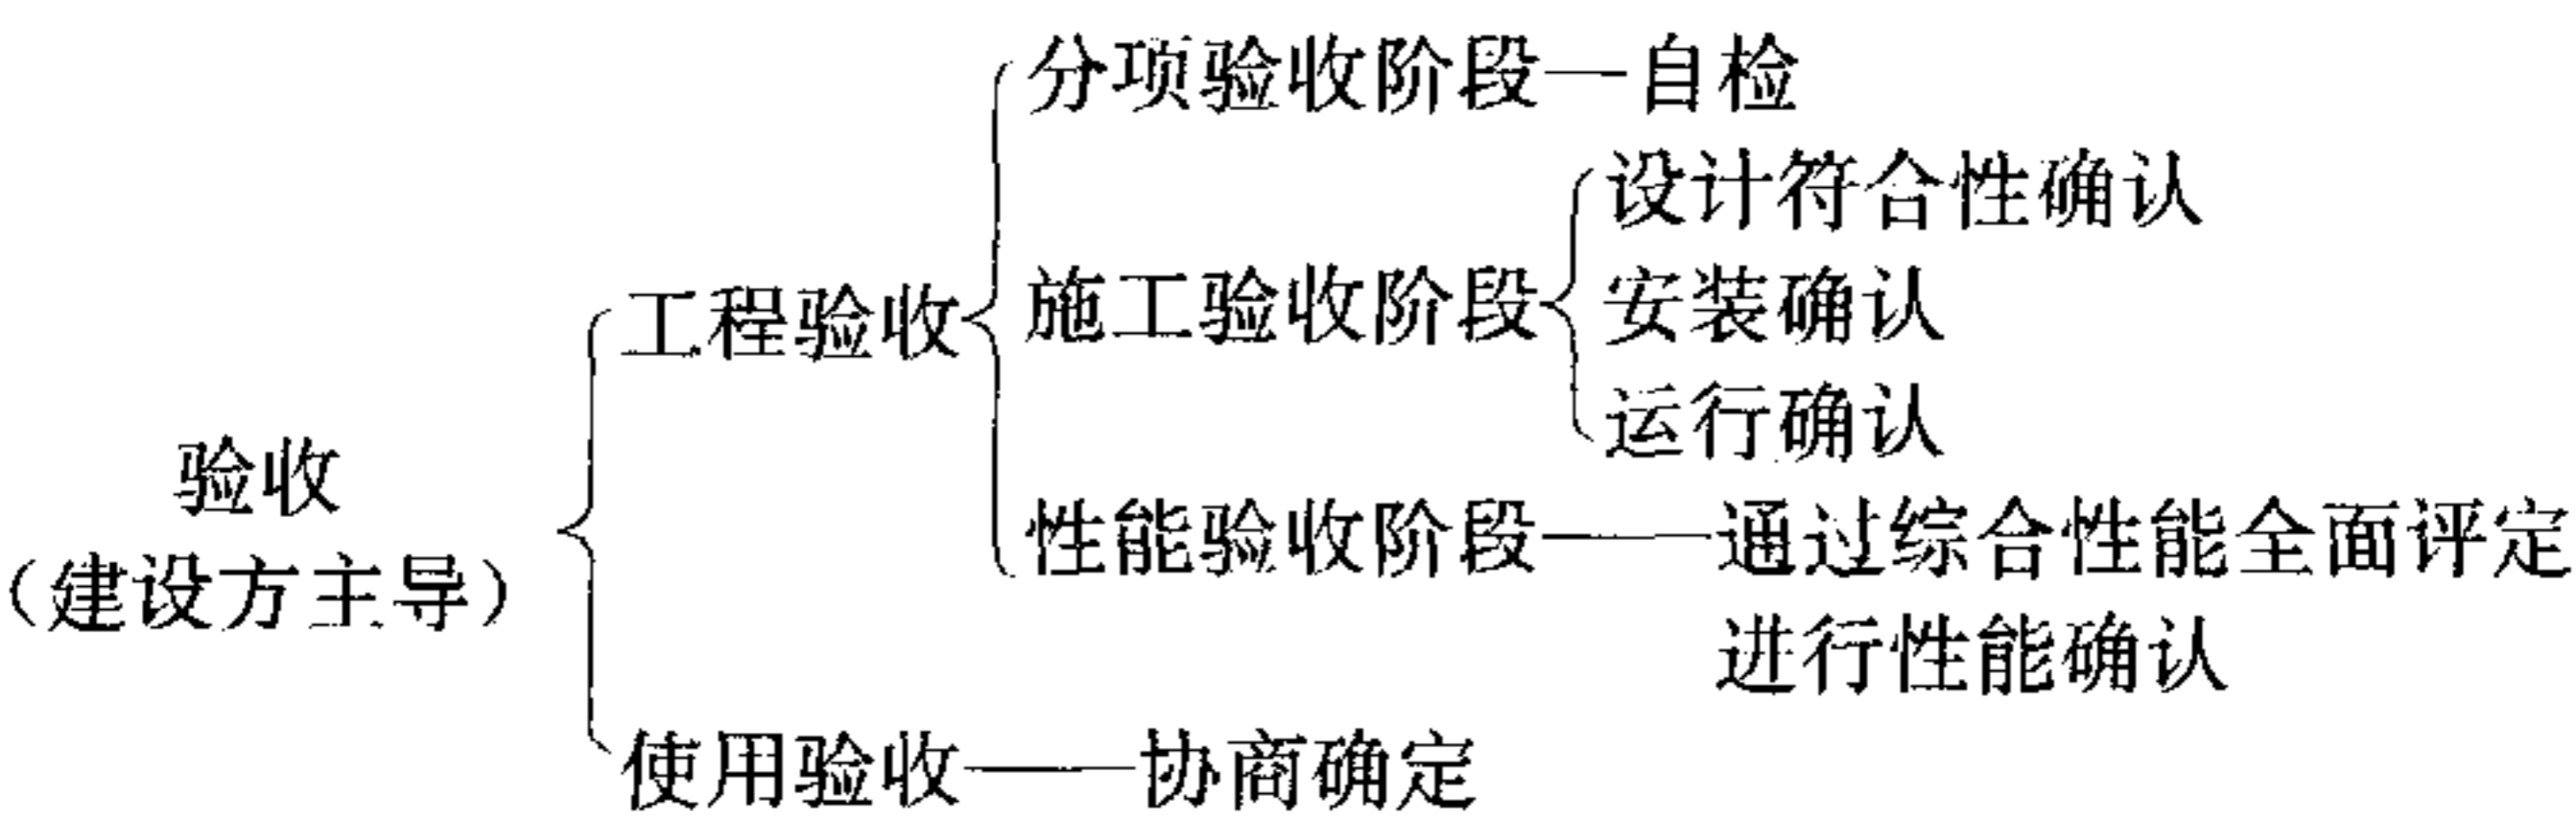 分项验收阶段—自检
设计符合性确认
施工验收阶段
安装确认
工程验收
运行确认
验收
(建设方主导)
性能验收阶段——通过综合性能全面评定
进行性能确认
使用验收——协商确定